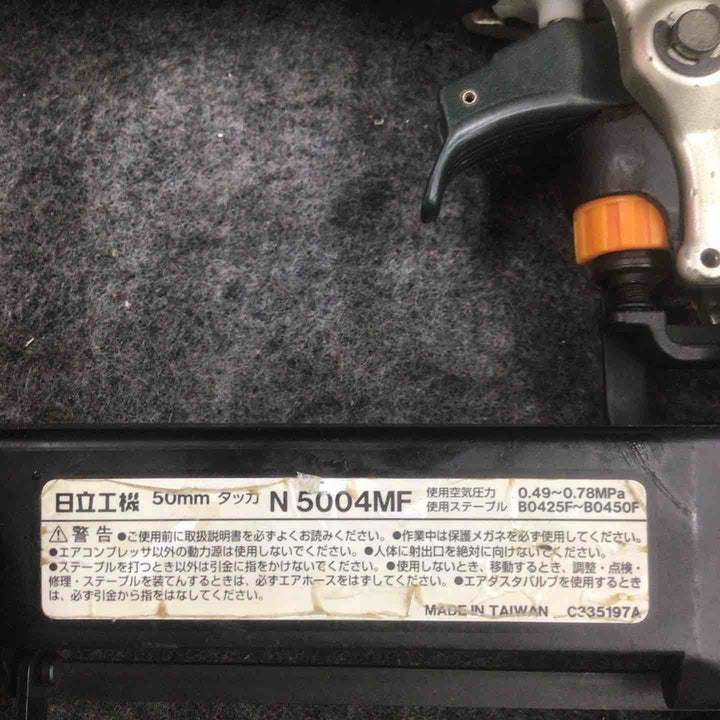 日立工機 50mm タッカ N 5004MF 使用空気圧力 0.49~0.78MPa
使用ステープル B0425F~B0450F
⚠警告 ●ご使用前に取扱説明書を必ずよくお読みください。●作業中は保護メガネを必ず使用してください。
●エアコンプレッサ以外の動力源は使用しないでください。●人体に射出口を絶対に向けないでください。
●ステープルを打つとき以外は引金に指をかけないでください。●使用しないとき、移動するとき、調整・点検・
修理・ステープルを装てんするときは、必ずエアホースをはずしてください。●エアダスタバルブを使用するとき
は、必ず引金から指をはなしてください。
MADE IN TAIWAN C335197A